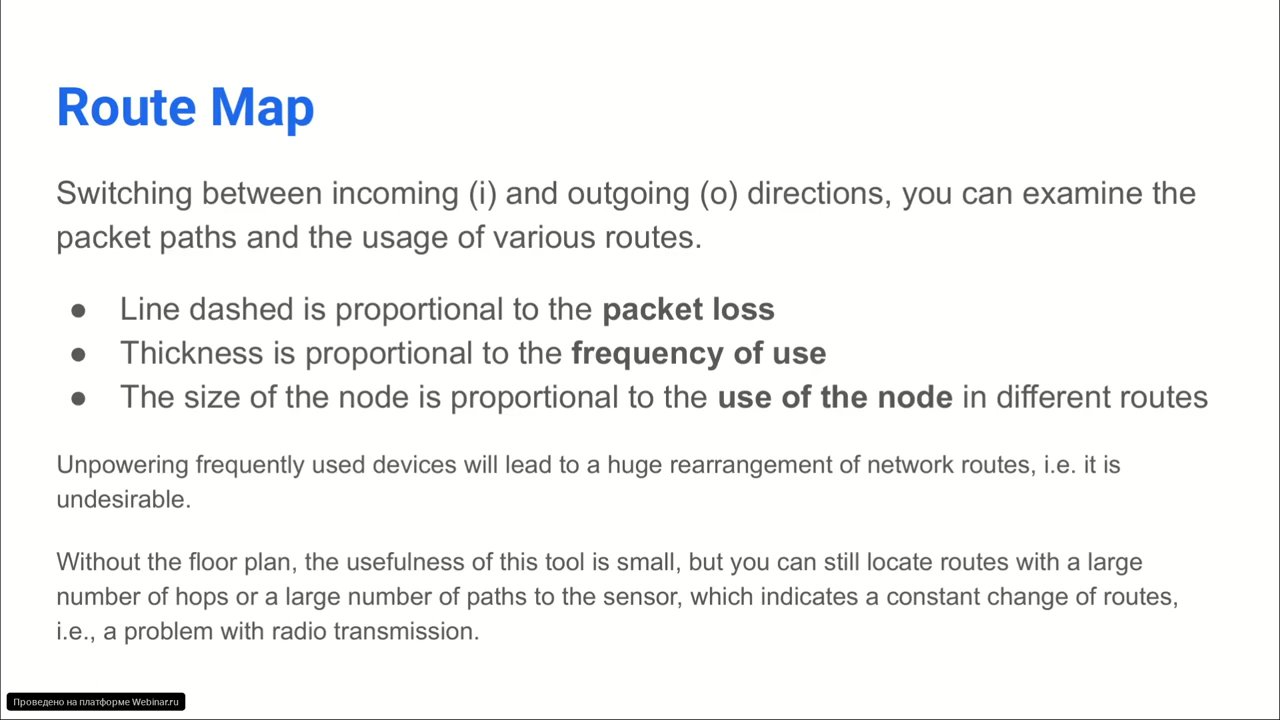 Route Map
Switching between incoming (i) and outgoing (o) directions, you can examine the
packet paths and the usage of various routes.
● Line dashed is proportional to the packet loss
● Thickness is proportional to the frequency of use
● The size of the node is proportional to the use of the node in different routes
Unpowering frequently used devices will lead to a huge rearrangement of network routes, i.e. it is
undesirable.
Without the floor plan, the usefulness of this tool is small, but you can still locate routes with a large
number of hops or a large number of paths to the sensor, which indicates a constant change of routes,
i.e., a problem with radio transmission.
Проведено на платформе Webinar.ru